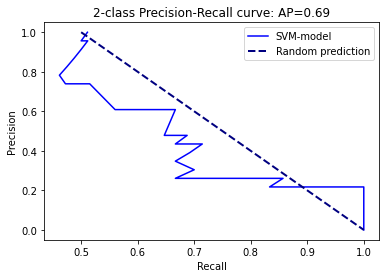 2-class Precision-Recall curve: AP=0.69
SVM-model
Random prediction
1.0
0.8
0.6
0.4
0.2
0.0
Precision
0.5
0.6
0.7
0.8
0.9
1.0
Recall